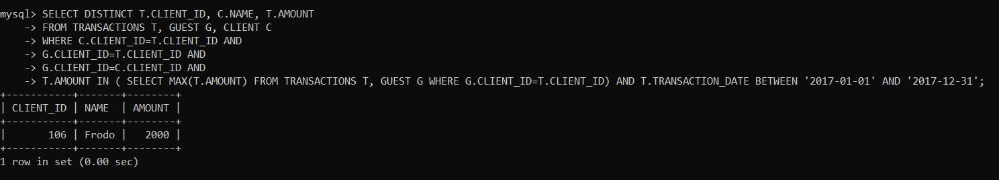 mysql> SELECT DISTINCT T.CLIENT_ID, C.NAME, T.AMOUNT
    -> FROM TRANSACTIONS T, GUEST G, CLIENT C
    -> WHERE C.CLIENT_ID=T.CLIENT_ID AND
    -> G.CLIENT_ID=T.CLIENT_ID AND
    -> G.CLIENT_ID=C.CLIENT_ID AND
    -> T.AMOUNT IN ( SELECT MAX(T.AMOUNT) FROM TRANSACTIONS T, GUEST G WHERE G.CLIENT_ID=T.CLIENT_ID) AND T.TRANSACTION_DATE BETWEEN '2017-01-01' AND '2017-12-31';
+-----------+-------+--------+
| CLIENT_ID | NAME  | AMOUNT |
+-----------+-------+--------+
|       106 | Frodo |   2000 |
+-----------+-------+--------+
1 row in set (0.00 sec)